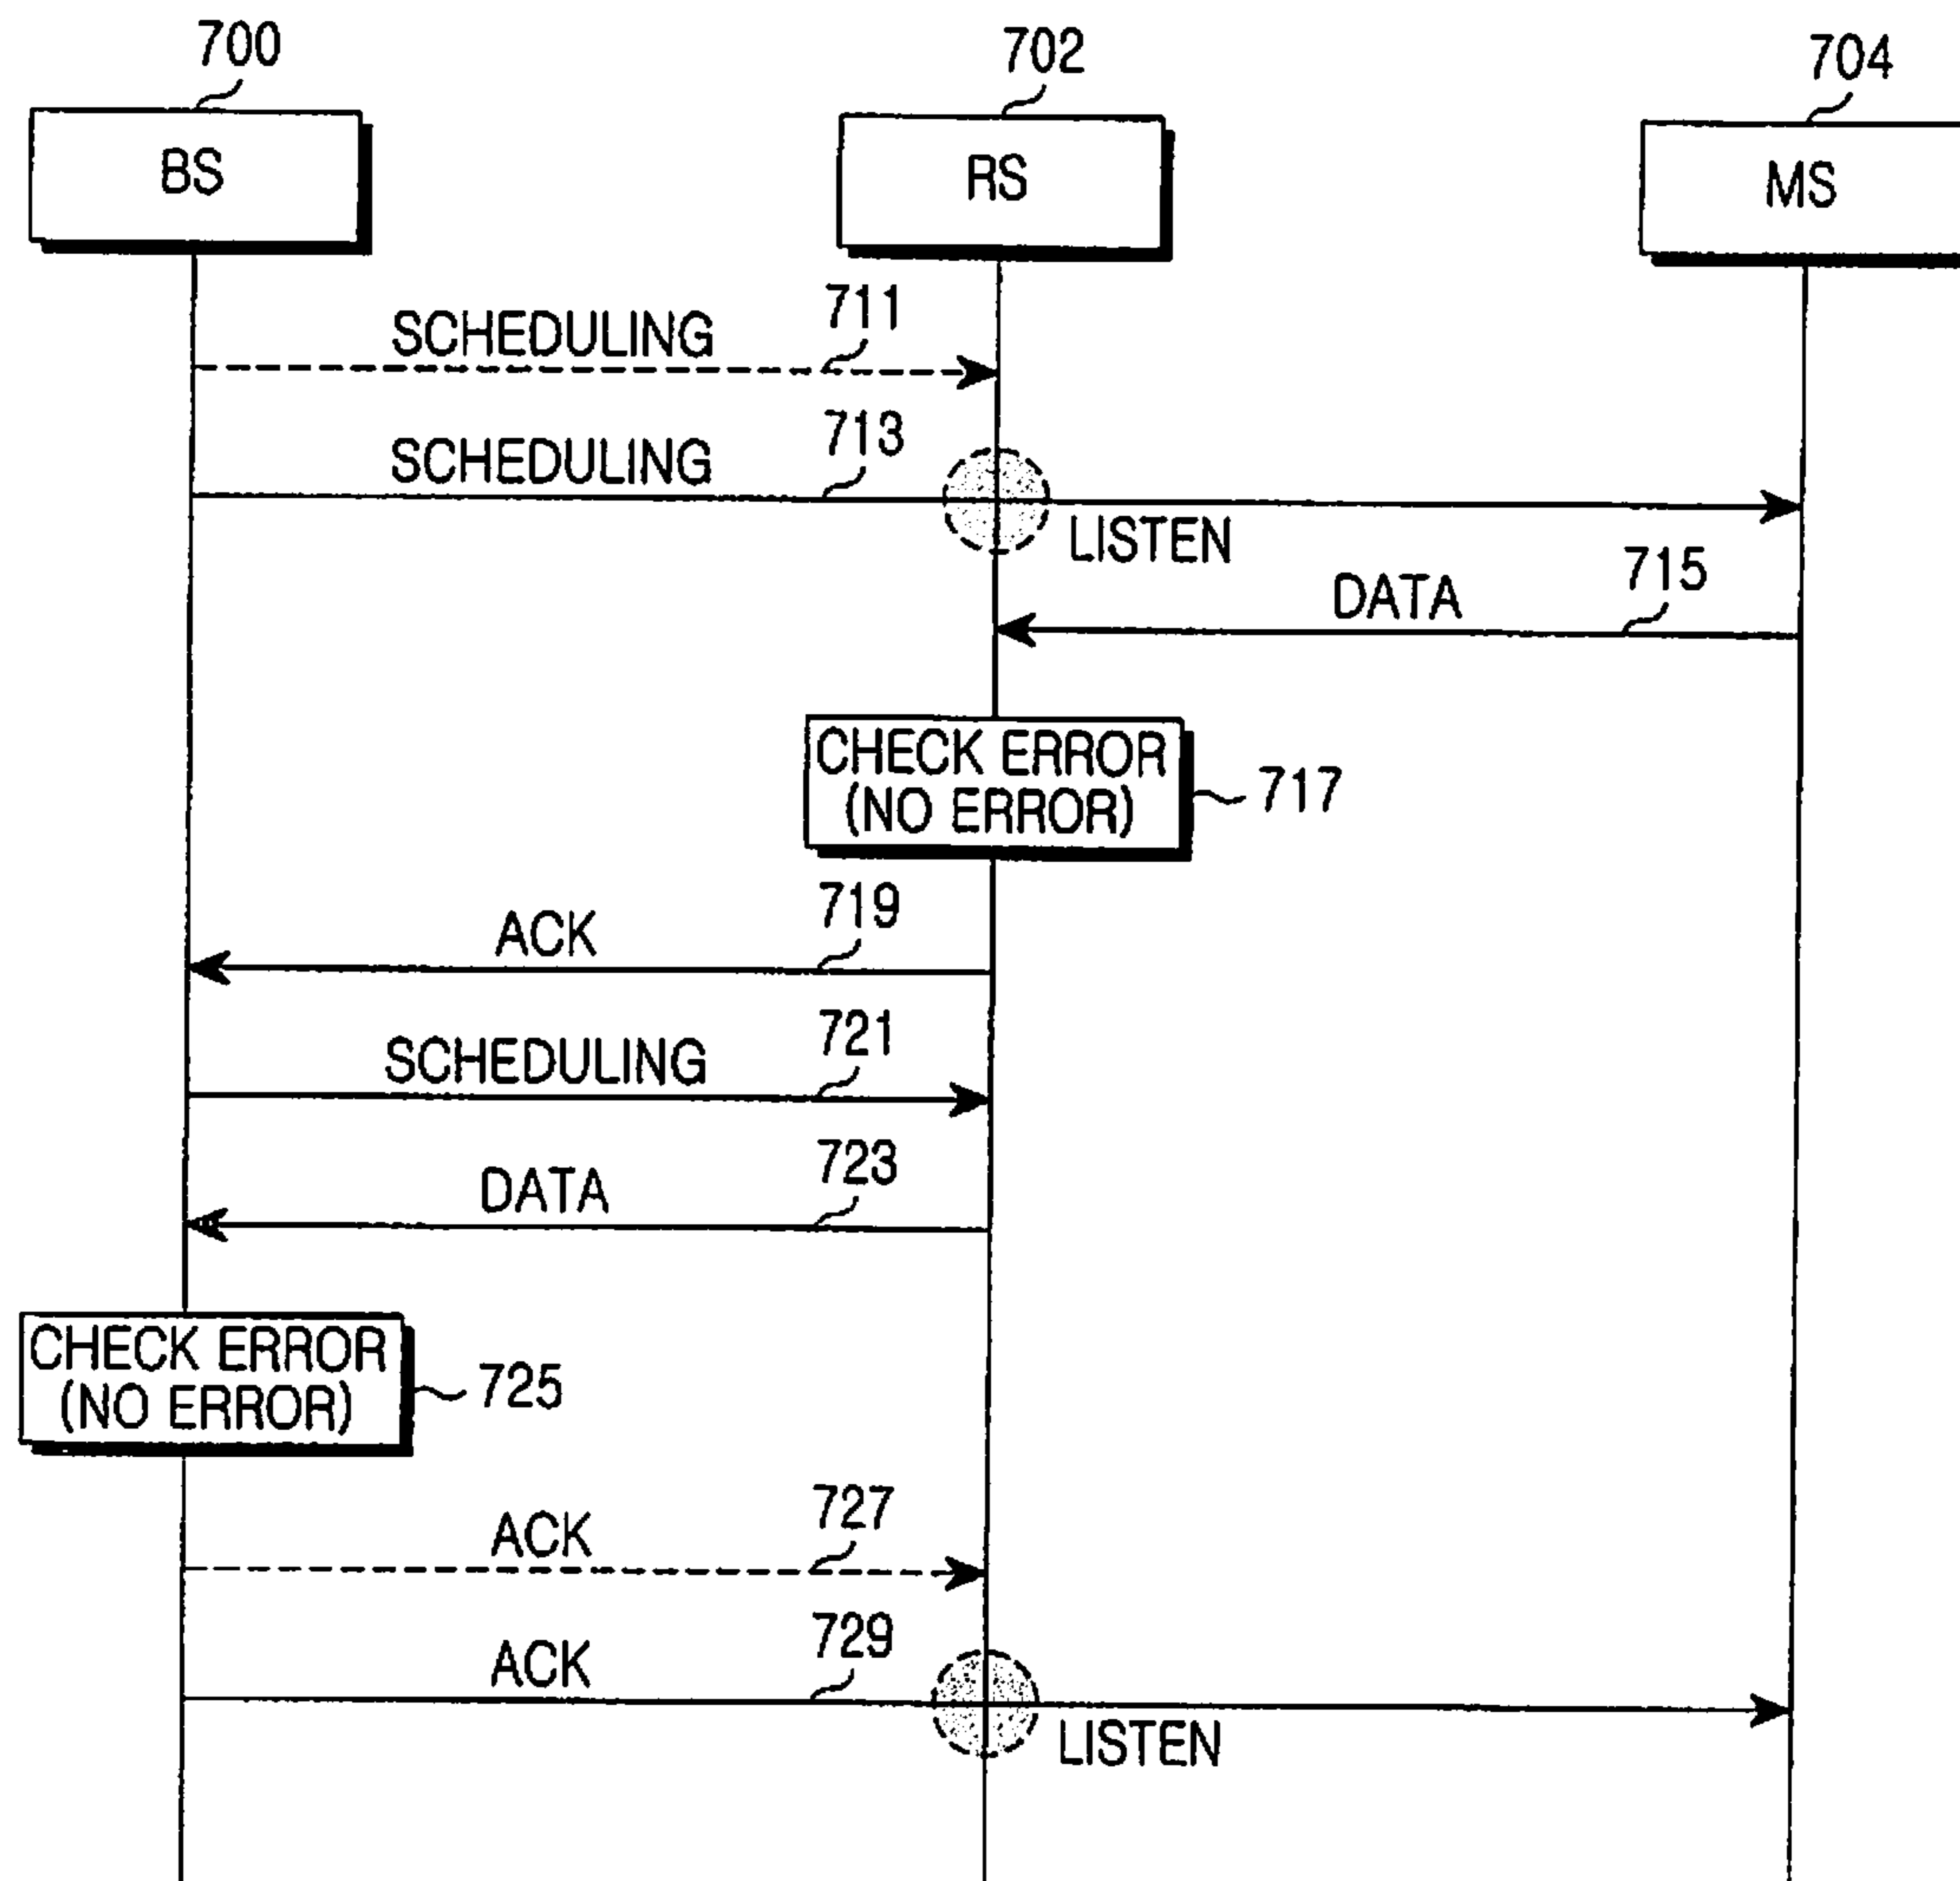 700
702
704
BS
RS
MS
SCHEDULING
711
SCHEDULING
713
LISTEN
DATA
715
CHECK ERROR
(NO ERROR)
717
ACK
719
SCHEDULING
721
DATA
723
CHECK ERROR
(NO ERROR)
725
ACK
727
ACK
729
LISTEN